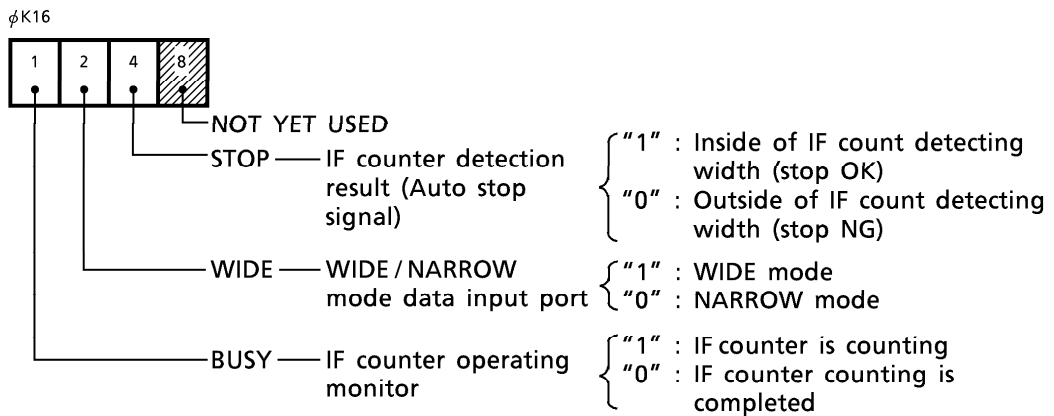 ϕK16
1 2 4 8
NOT YET USED
STOP — IF counter detection result (Auto stop signal)
"1" : Inside of IF count detecting width (stop OK)
"0" : Outside of IF count detecting width (stop NG)
WIDE — WIDE / NARROW mode data input port
"1" : WIDE mode
"0" : NARROW mode
BUSY — IF counter operating monitor
"1" : IF counter is counting
"0" : IF counter counting is completed